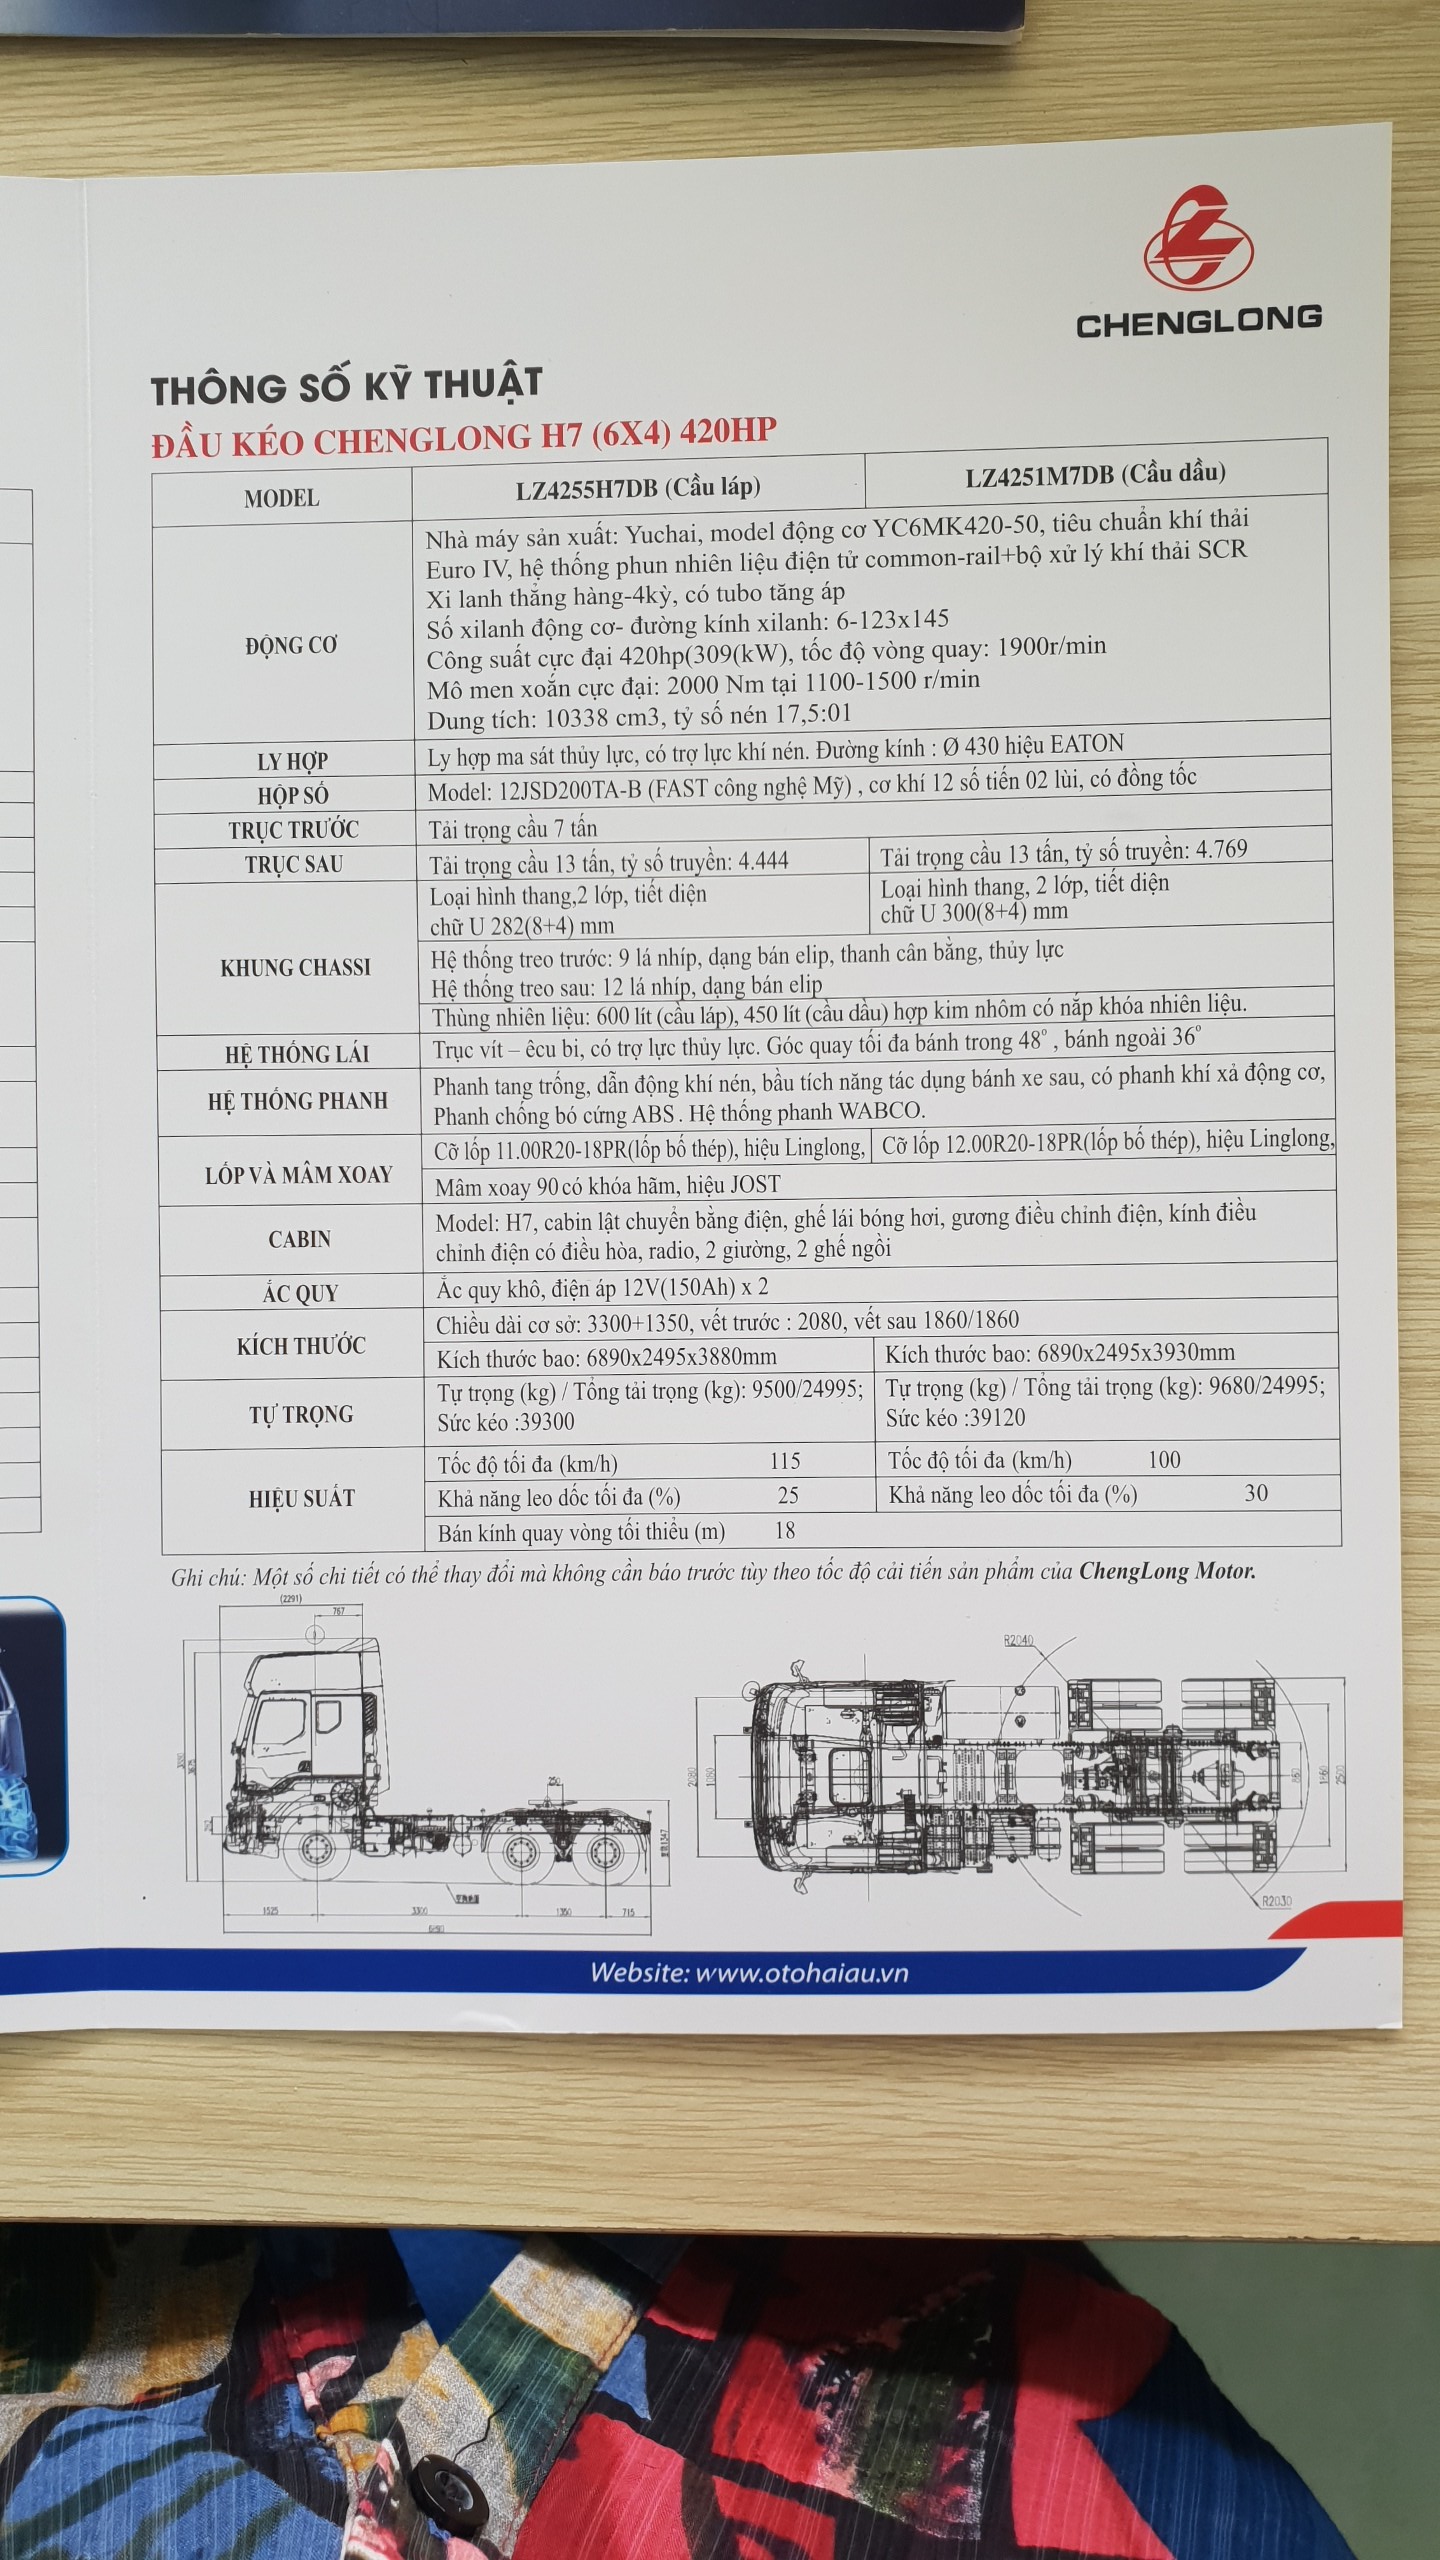 CHENGLONG
THÔNG SỐ KỸ THUẬT
ĐẦU KÉO CHENGLONG H7 (6X4) 420HP
MODEL
LZ4255H7DB (Cầu láp)
LZ4251M7DB (Cầu dầu)
ĐỘNG CƠ
Nhà máy sản xuất: Yuchai, model động cơ YC6MK420-50, tiêu chuẩn khí thải
Euro IV, hệ thống phun nhiên liệu điện tử common-rail+bộ xử lý khí thải SCR
Xi lanh thẳng hàng-4kỳ, có tubo tăng áp
Số xilanh động cơ- đường kính xilanh: 6-123x145
Công suất cực đại 420hp(309(kW), tốc độ vòng quay: 1900r/min
Mô men xoắn cực đại: 2000 Nm tại 1100-1500 r/min
Dung tích: 10338 cm3, tỷ số nén 17,5:01
LY HỢP
Ly hợp ma sát thủy lực, có trợ lực khí nén. Đường kính : Ø 430 hiệu EATON
HỘP SỐ
Model: 12JSD200TA-B (FAST công nghệ Mỹ) , cơ khí 12 số tiến 02 lùi, có đồng tốc
TRỤC TRƯỚC
Tải trọng cầu 7 tấn
TRỤC SAU
Tải trọng cầu 13 tấn, tỷ số truyền: 4.444
Tải trọng cầu 13 tấn, tỷ số truyền: 4.769
KHUNG CHASSI
Loại hình thang,2 lớp, tiết diện
chữ U 282(8+4) mm
Loại hình thang, 2 lớp, tiết diện
chữ U 300(8+4) mm
Hệ thống treo trước: 9 lá nhíp, dạng bán elip, thanh cân bằng, thủy lực
Hệ thống treo sau: 12 lá nhíp, dạng bán elip
Thùng nhiên liệu: 600 lít (cầu láp), 450 lít (cầu dầu) hợp kim nhôm có nắp khóa nhiên liệu.
HỆ THỐNG LÁI
Trục vít – êcu bi, có trợ lực thủy lực. Góc quay tối đa bánh trong 48° , bánh ngoài 36°
HỆ THỐNG PHANH
Phanh tang trống, dẫn động khí nén, bầu tích năng tác dụng bánh xe sau, có phanh khí xả động cơ,
Phanh chống bó cứng ABS. Hệ thống phanh WABCO.
LỐP VÀ MÂM XOAY
Cỡ lốp 11.00R20-18PR(lốp bố thép), hiệu Linglong,
Cỡ lốp 12.00R20-18PR(lốp bố thép), hiệu Linglong,
Mâm xoay 90 có khóa hãm, hiệu JOST
CABIN
Model: H7, cabin lật chuyển bằng điện, ghế lái bóng hơi, gương điều chỉnh điện, kính điều
chỉnh điện có điều hòa, radio, 2 giường, 2 ghế ngồi
ẮC QUY
Ắc quy khô, điện áp 12V(150Ah) x 2
KÍCH THƯỚC
Chiều dài cơ sở: 3300+1350, vết trước : 2080, vết sau 1860/1860
Kích thước bao: 6890x2495x3880mm
Kích thước bao: 6890x2495x3930mm
TỰ TRỌNG
Tự trọng (kg) / Tổng tải trọng (kg): 9500/24995;
Sức kéo :39300
Tự trọng (kg) / Tổng tải trọng (kg): 9680/24995;
Sức kéo :39120
HIỆU SUẤT
Tốc độ tối đa (km/h) 115
Tốc độ tối đa (km/h) 100
Khả năng leo dốc tối đa (%) 25
Khả năng leo dốc tối đa (%) 30
Bán kính quay vòng tối thiểu (m) 18
Ghi chú: Một số chi tiết có thể thay đổi mà không cần báo trước tùy theo tốc độ cải tiến sản phẩm của ChengLong Motor.
(2291)
767
250
1525
3300
1350
715
R2040
2080
1080
860
1860
2500
R2030
Website: www.otohaiau.vn